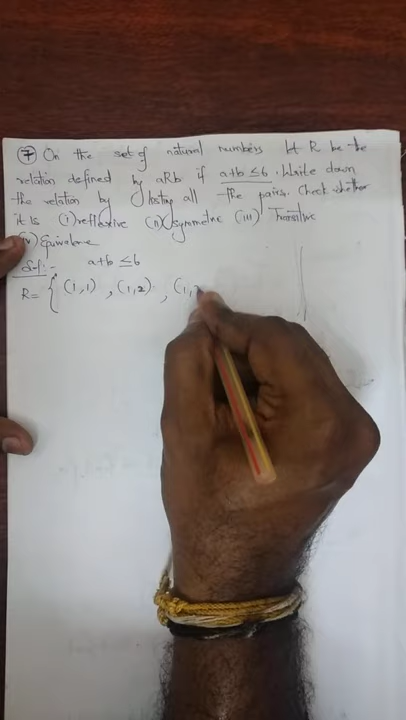 ⑦ On the set of natural numbers let R be the
relation defined by aRb if a+b ≤ 6. Write down
the relation by listing all the pairs. Check whether
it is (i) reflexive (ii) symmetric (iii) Transitive
(iv) Equivalence
a+b ≤ 6
R = { (1,1) , (1,2) , (1,